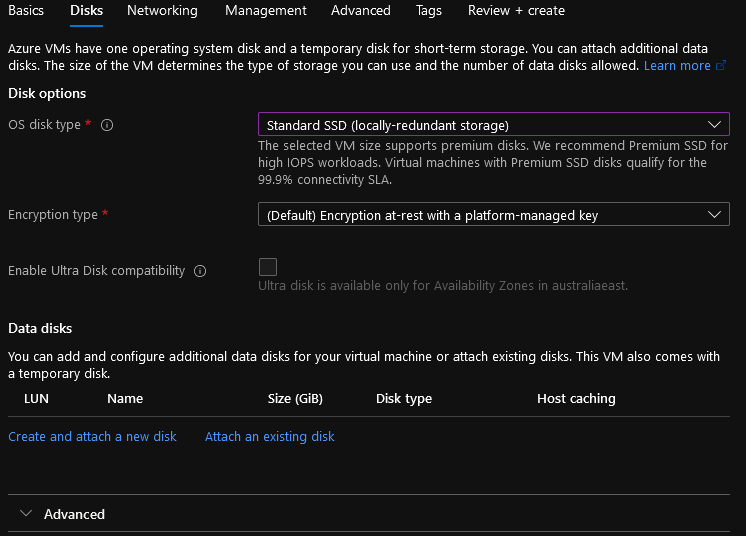 Basics Disks Networking Management Advanced Tags Review + create
Azure VMs have one operating system disk and a temporary disk for short-term storage. You can attach additional data
disks. The size of the VM determines the type of storage you can use and the number of data disks allowed. Learn more
Disk options
OS disk type *
Standard SSD (locally-redundant storage)
The selected VM size supports premium disks. We recommend Premium SSD for
high IOPS workloads. Virtual machines with Premium SSD disks qualify for the
99.9% connectivity SLA.
Encryption type *
(Default) Encryption at-rest with a platform-managed key
Enable Ultra Disk compatibility
Ultra disk is available only for Availability Zones in australiaeast.
Data disks
You can add and configure additional data disks for your virtual machine or attach existing disks. This VM also comes with
a temporary disk.
LUN Name Size (GiB) Disk type Host caching
Create and attach a new disk Attach an existing disk
Advanced